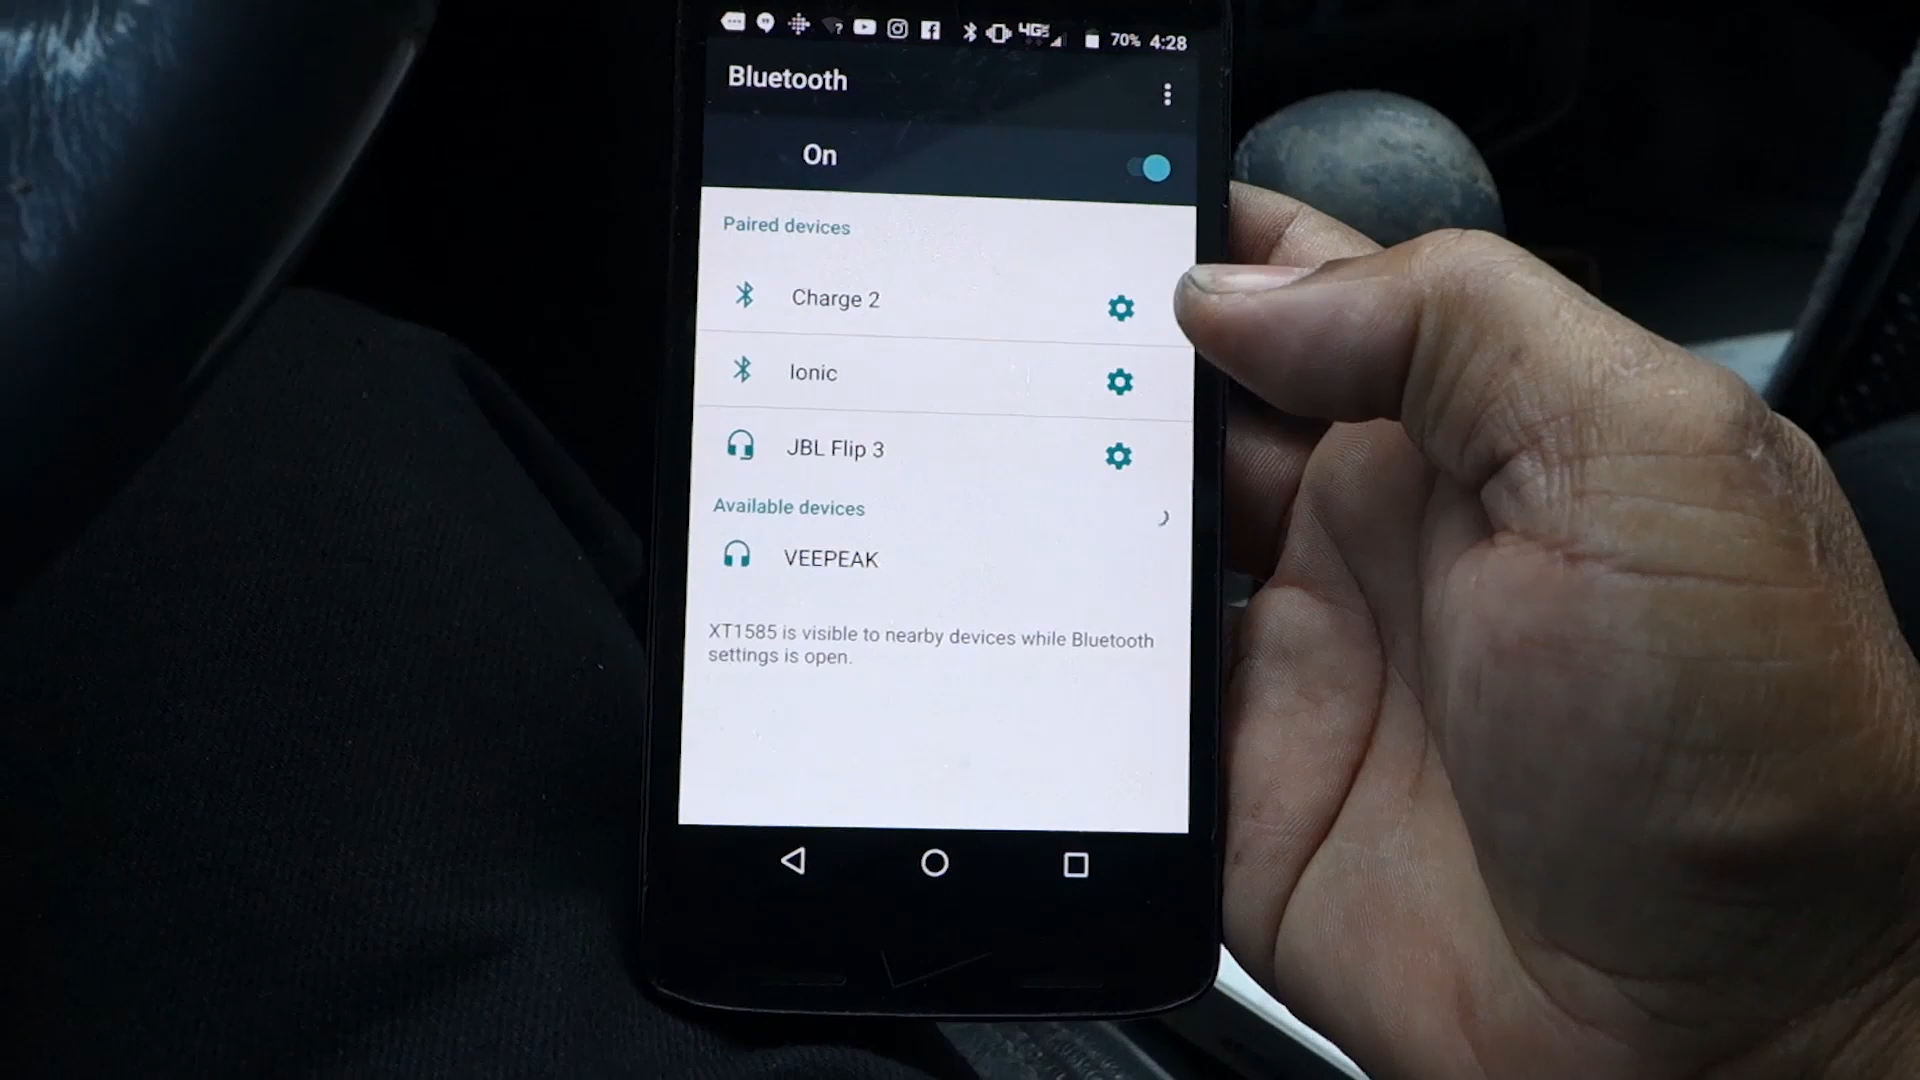 4G 70% 4:28
Bluetooth
On
Paired devices
Charge 2
Ionic
JBL Flip 3
Available devices
VEEPEAK
XT1585 is visible to nearby devices while Bluetooth
settings is open.